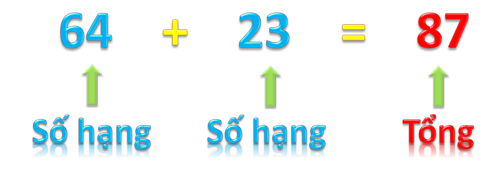 64 + 23 = 87
Số hạng Số hạng Tổng